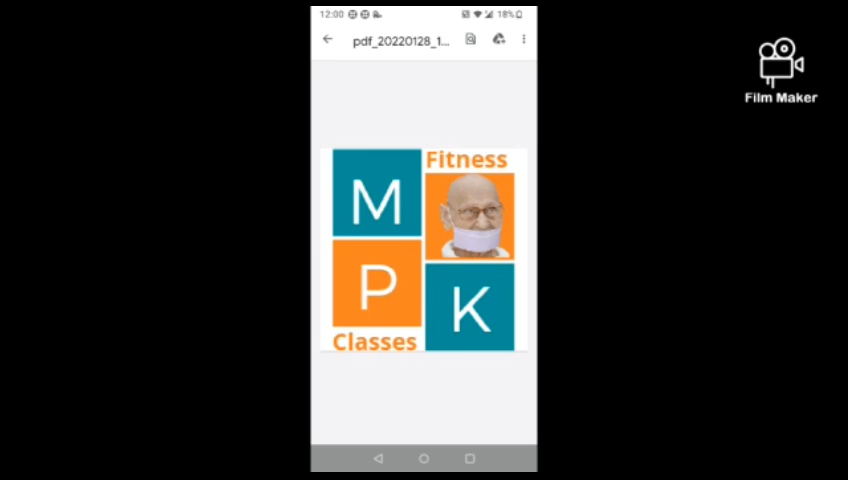 12:00
18%
pdf_20220128_1...
Film Maker
Fitness
M
P
K
Classes